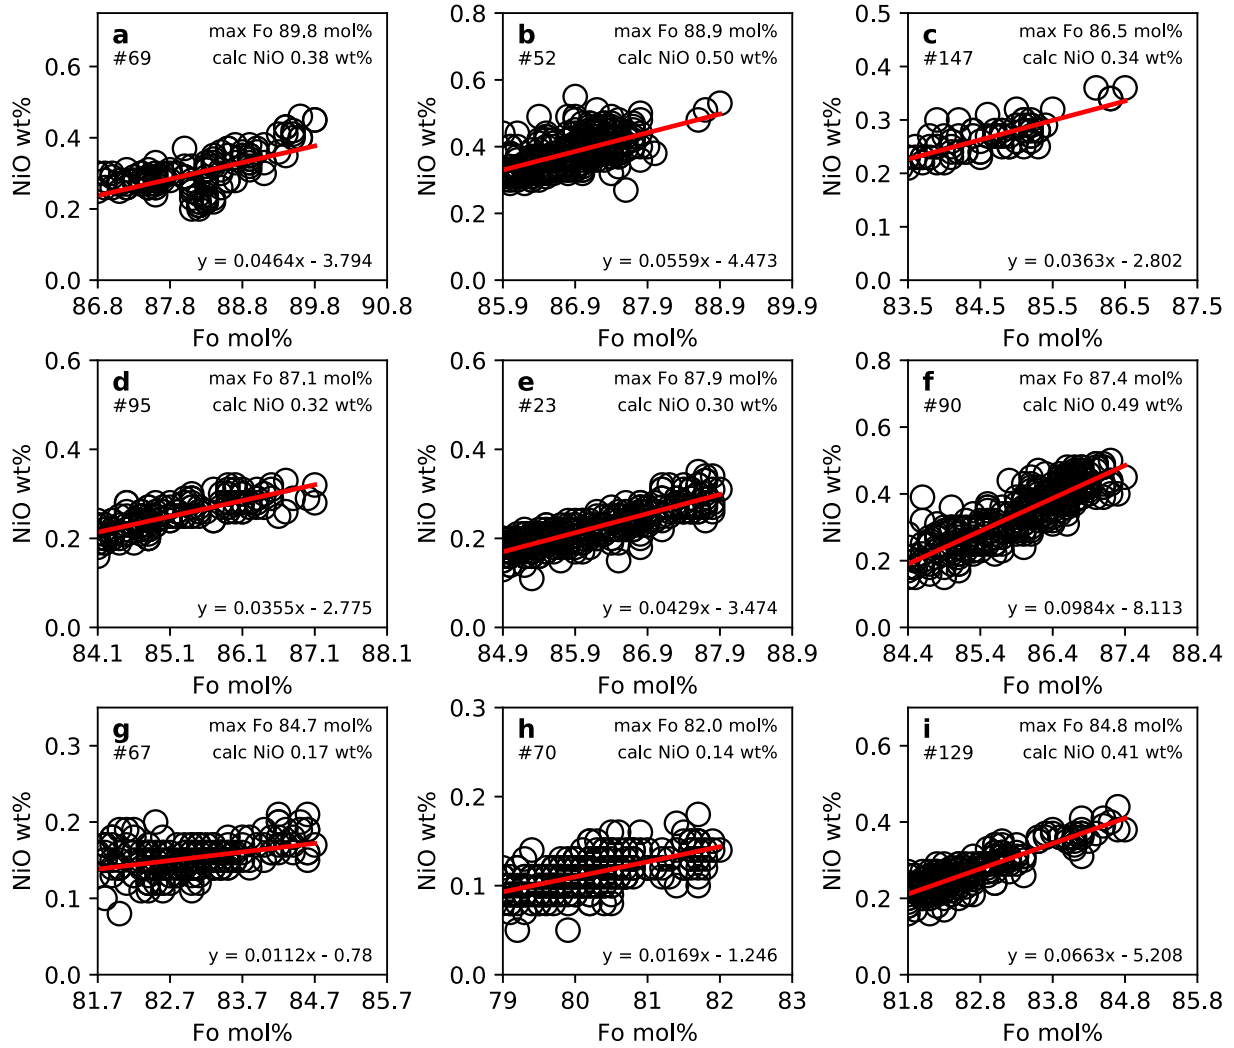 a
#69
max Fo 89.8 mol%
calc NiO 0.38 wt%
NiO wt%
0.6
0.4
0.2
0.0
y = 0.0464x - 3.794
86.8 87.8 88.8 89.8 90.8
Fo mol%
b
#52
max Fo 88.9 mol%
calc NiO 0.50 wt%
NiO wt%
0.8
0.6
0.4
0.2
0.0
y = 0.0559x - 4.473
85.9 86.9 87.9 88.9 89.9
Fo mol%
c
#147
max Fo 86.5 mol%
calc NiO 0.34 wt%
NiO wt%
0.5
0.4
0.3
0.2
0.1
0.0
y = 0.0363x - 2.802
83.5 84.5 85.5 86.5 87.5
Fo mol%
d
#95
max Fo 87.1 mol%
calc NiO 0.32 wt%
NiO wt%
0.6
0.4
0.2
0.0
y = 0.0355x - 2.775
84.1 85.1 86.1 87.1 88.1
Fo mol%
e
#23
max Fo 87.9 mol%
calc NiO 0.30 wt%
NiO wt%
0.6
0.4
0.2
0.0
y = 0.0429x - 3.474
84.9 85.9 86.9 87.9 88.9
Fo mol%
f
#90
max Fo 87.4 mol%
calc NiO 0.49 wt%
NiO wt%
0.8
0.6
0.4
0.2
0.0
y = 0.0984x - 8.113
84.4 85.4 86.4 87.4 88.4
Fo mol%
g
#67
max Fo 84.7 mol%
calc NiO 0.17 wt%
NiO wt%
0.3
0.2
0.1
0.0
y = 0.0112x - 0.78
81.7 82.7 83.7 84.7 85.7
Fo mol%
h
#70
max Fo 82.0 mol%
calc NiO 0.14 wt%
NiO wt%
0.3
0.2
0.1
0.0
y = 0.0169x - 1.246
79 80 81 82 83
Fo mol%
i
#129
max Fo 84.8 mol%
calc NiO 0.41 wt%
NiO wt%
0.6
0.4
0.2
0.0
y = 0.0663x - 5.208
81.8 82.8 83.8 84.8 85.8
Fo mol%